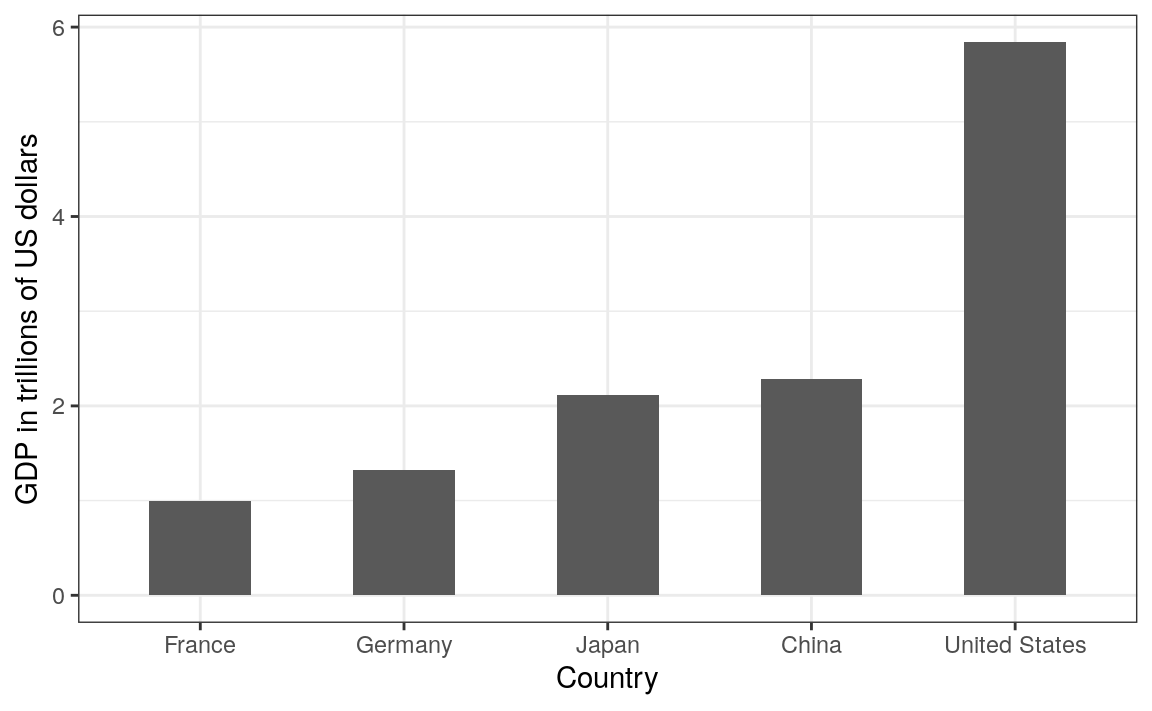 6
4
2
0
GDP in trillions of US dollars
France Germany Japan China United States
Country